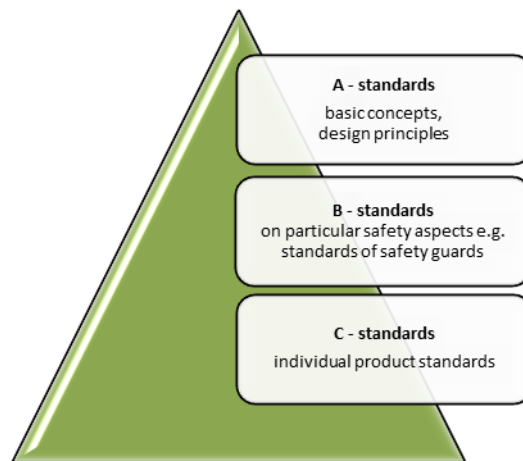 A - standards
basic concepts,
design principles
B - standards
on particular safety aspects e.g.
standards of safety guards
C - standards
individual product standards